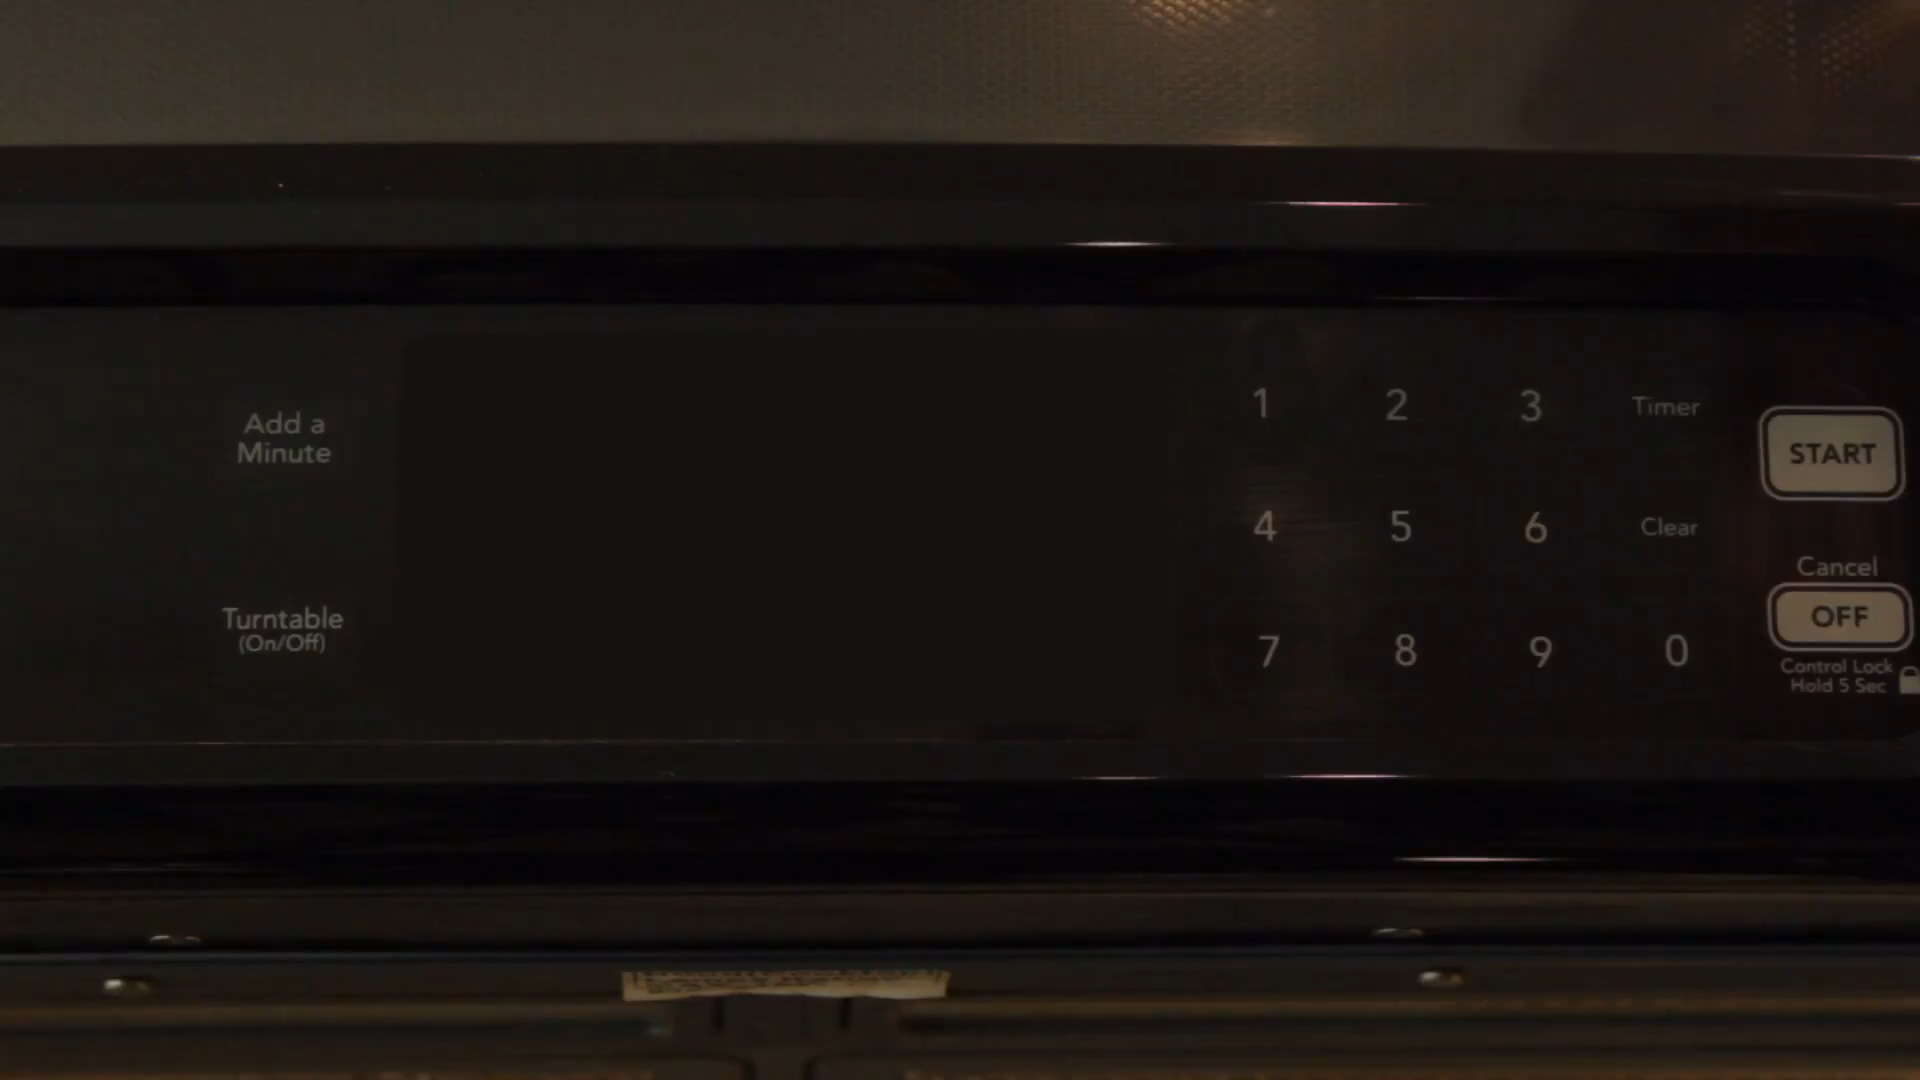 Add a
Minute
Turntable
(On/Off)
1 2 3 Timer
4 5 6 Clear
7 8 9 0
START
Cancel
OFF
Control Lock
Hold 5 Sec